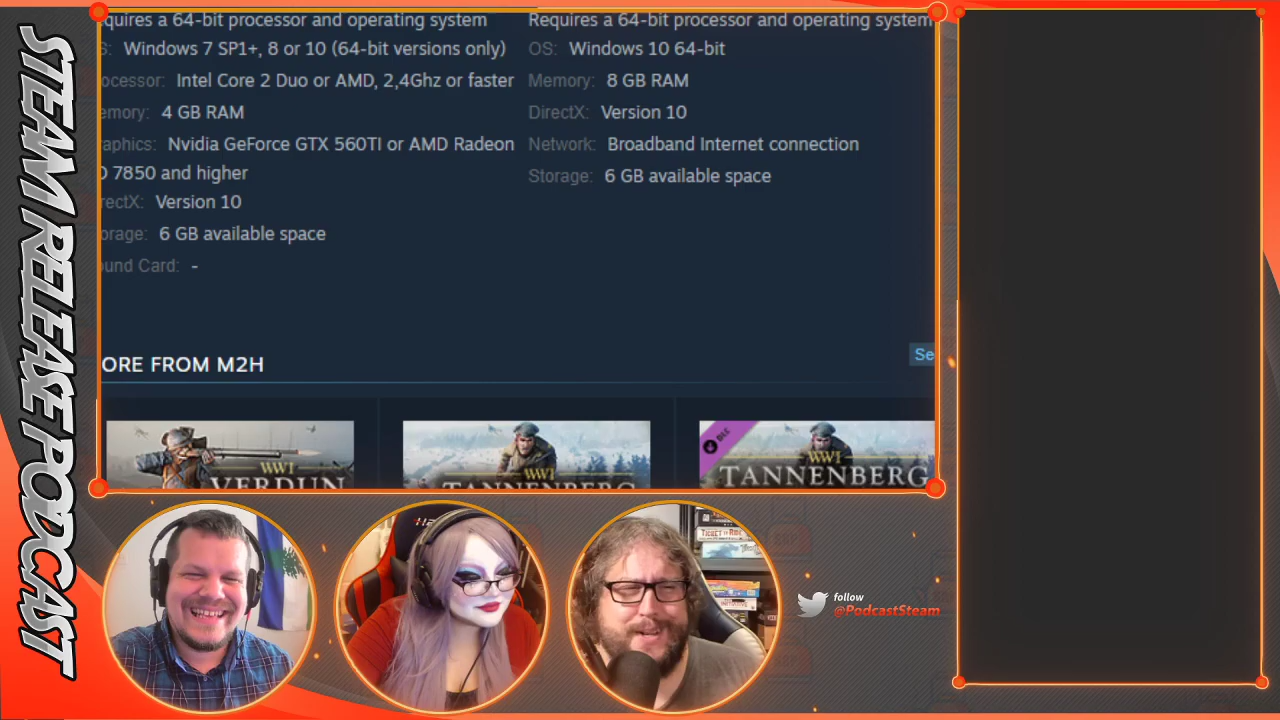 STEAM RELEASE PODCAST
quires a 64-bit processor and operating system
S: Windows 7 SP1+, 8 or 10 (64-bit versions only)
ocessor: Intel Core 2 Duo or AMD, 2,4Ghz or faster
emory: 4 GB RAM
aphics: Nvidia GeForce GTX 560TI or AMD Radeon
D 7850 and higher
rectX: Version 10
orage: 6 GB available space
und Card: -
Requires a 64-bit processor and operating system
OS: Windows 10 64-bit
Memory: 8 GB RAM
DirectX: Version 10
Network: Broadband Internet connection
Storage: 6 GB available space
ORE FROM M2H
Se
WWI
VERDUN
WWI
TANNENBERG
DLC
WWI
TANNENBERG
TICKET TO RIDE
follow
@PodcastSteam